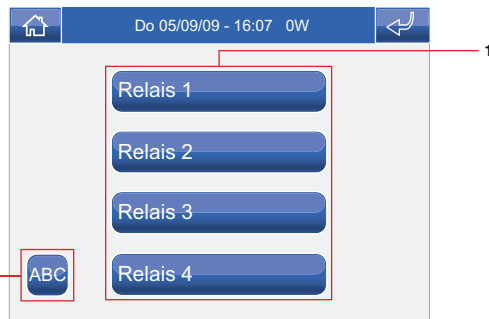 Do 05/09/09 - 16:07 0W
1
Relais 1
Relais 2
Relais 3
Relais 4
ABC